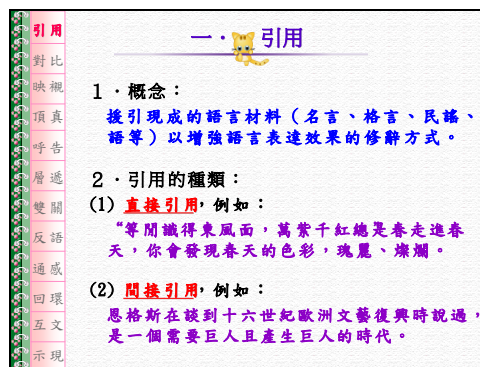 引用
對比
映襯
頂真
呼告
層遞
雙關
反語
通感
回環
互文
示現
一．引用
1．概念：
援引現成的語言材料（名言、格言、民謠、
語等）以增強語言表達效果的修辭方式。
2．引用的種類：
(1) 直接引用，例如：
“等閒識得東風面，萬紫千紅總是春走進春
天，你會發現春天的色彩，瑰麗、燦爛。
(2) 間接引用，例如：
恩格斯在談到十六世紀歐洲文藝復興時說過，
是一個需要巨人且產生巨人的時代。